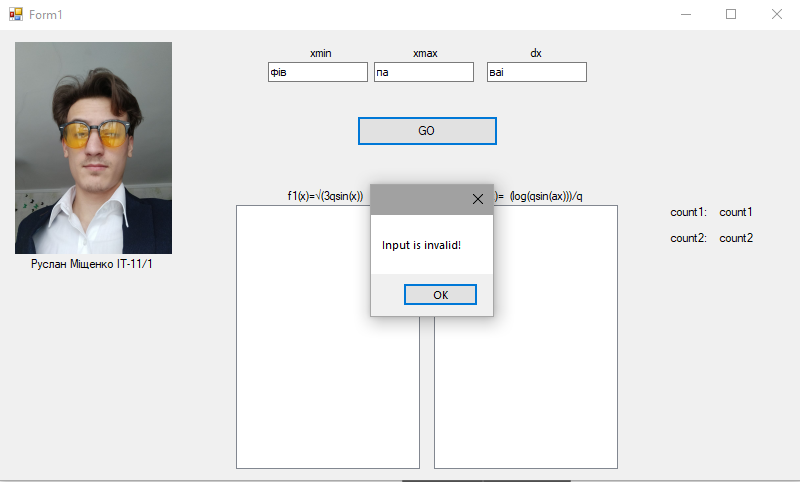 Form1
xmin
xmax
dx
фів
па
ваі
GO
f1(x)=√(3qsin(x))
)= (log(qsin(ax)))/q
count1: count1
count2: count2
Input is invalid!
OK
Руслан Міщенко ІТ-11/1